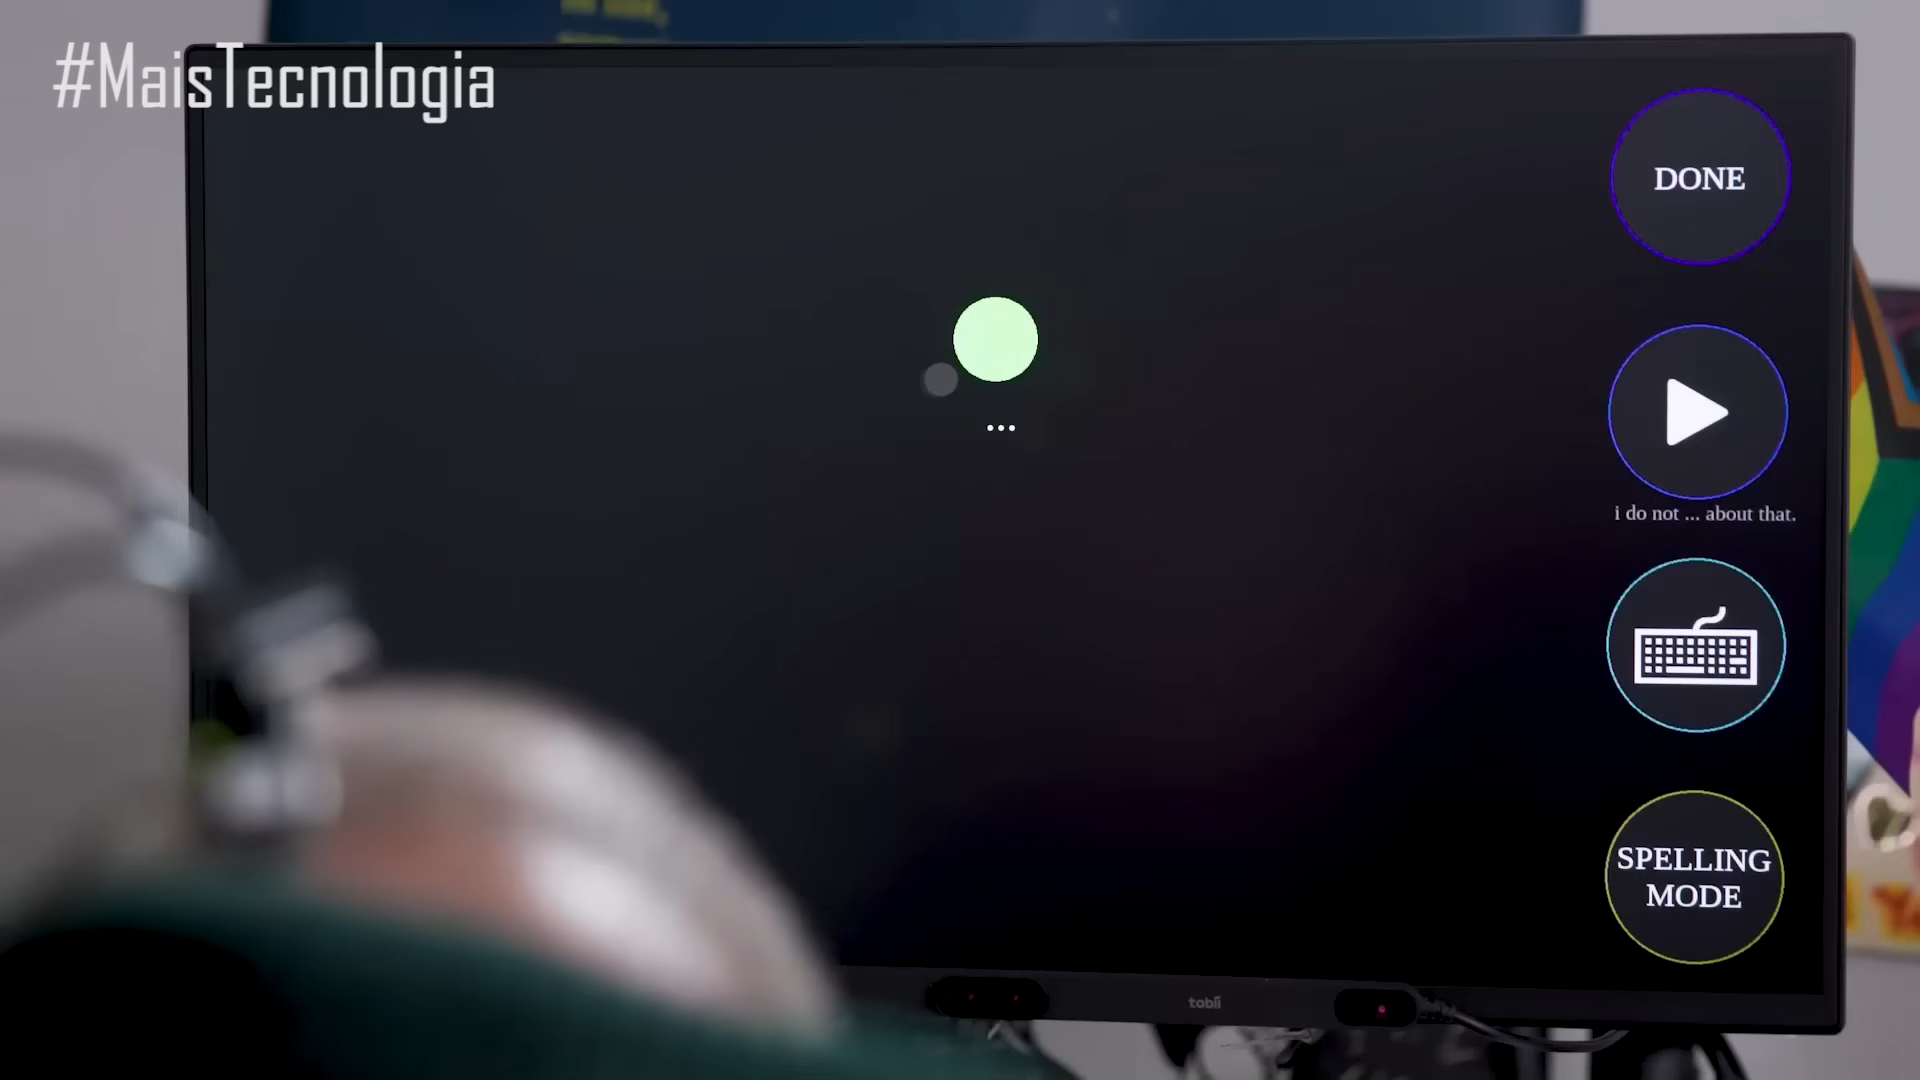 #MaisTecnologia
DONE
...
i do not ... about that.
SPELLING
MODE
tobii